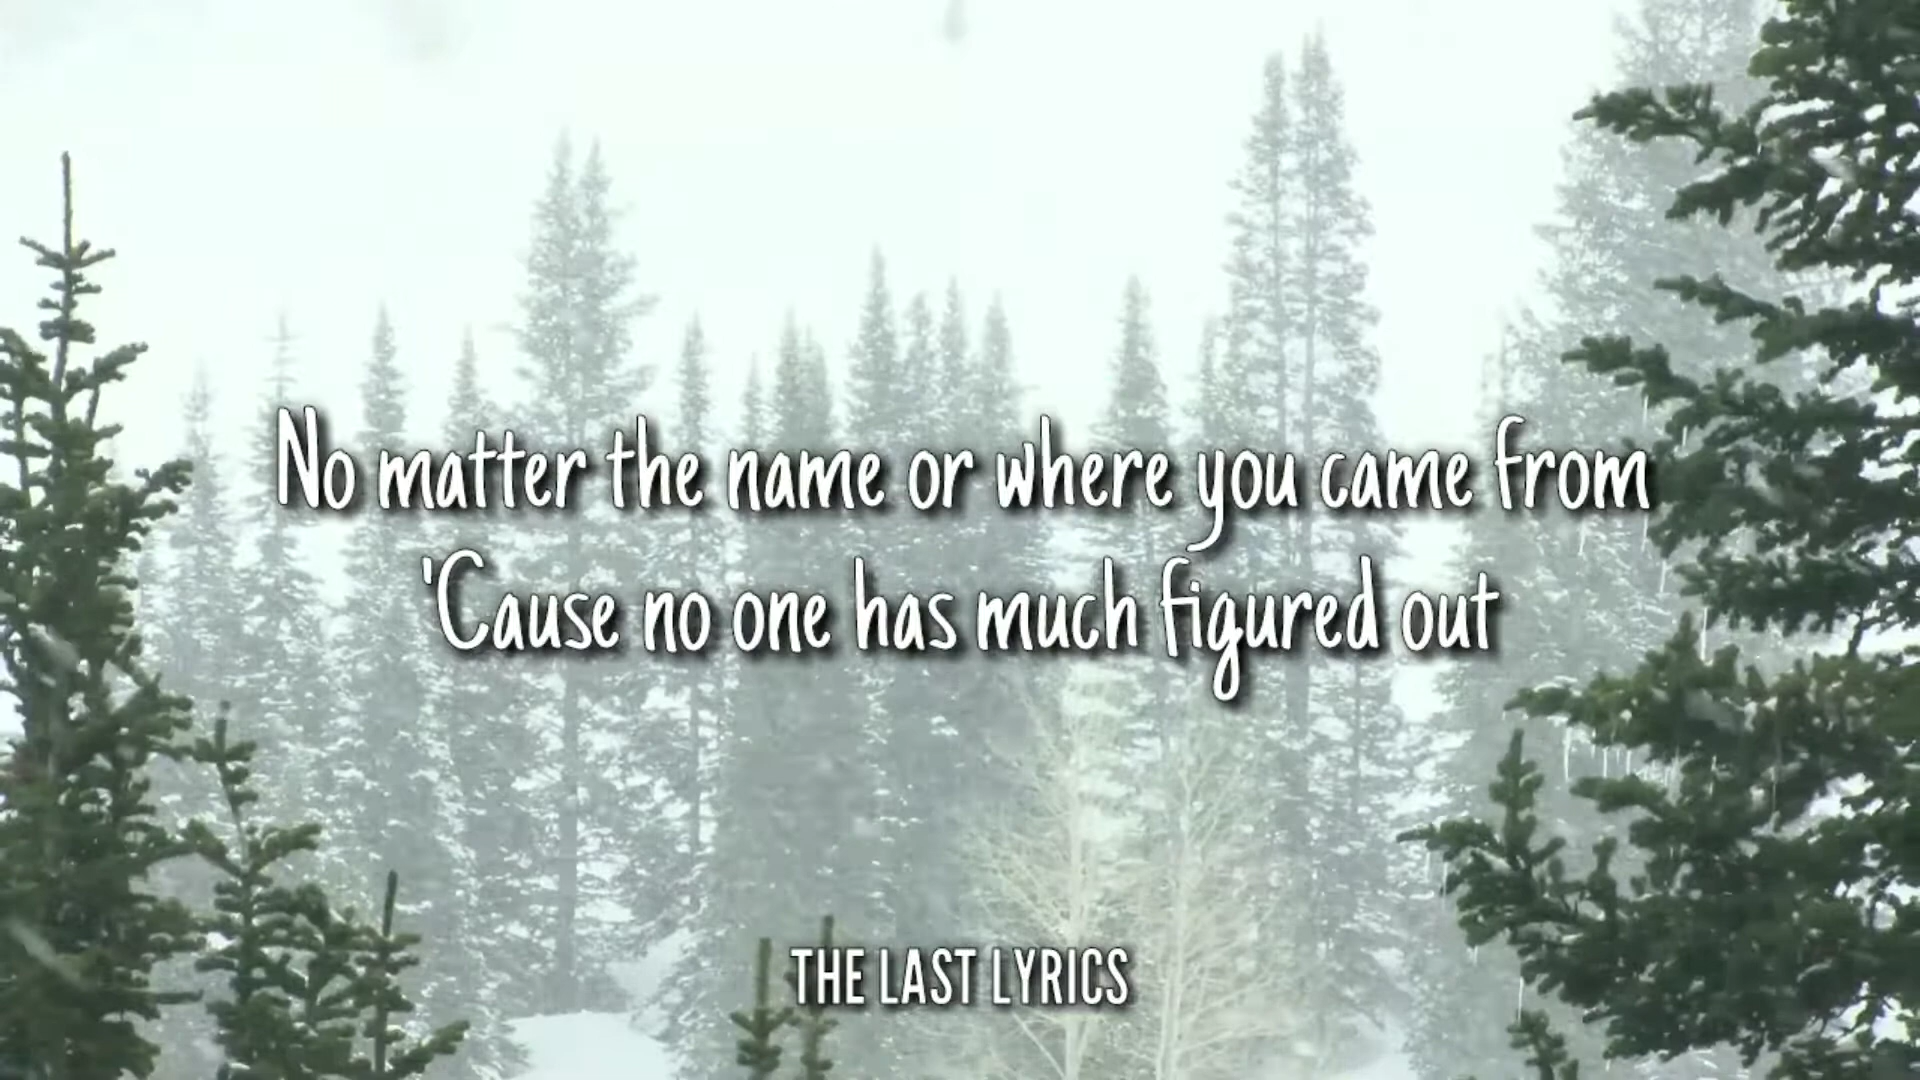 No matter the name or where you came from
'Cause no one has much figured out
THE LAST LYRICS